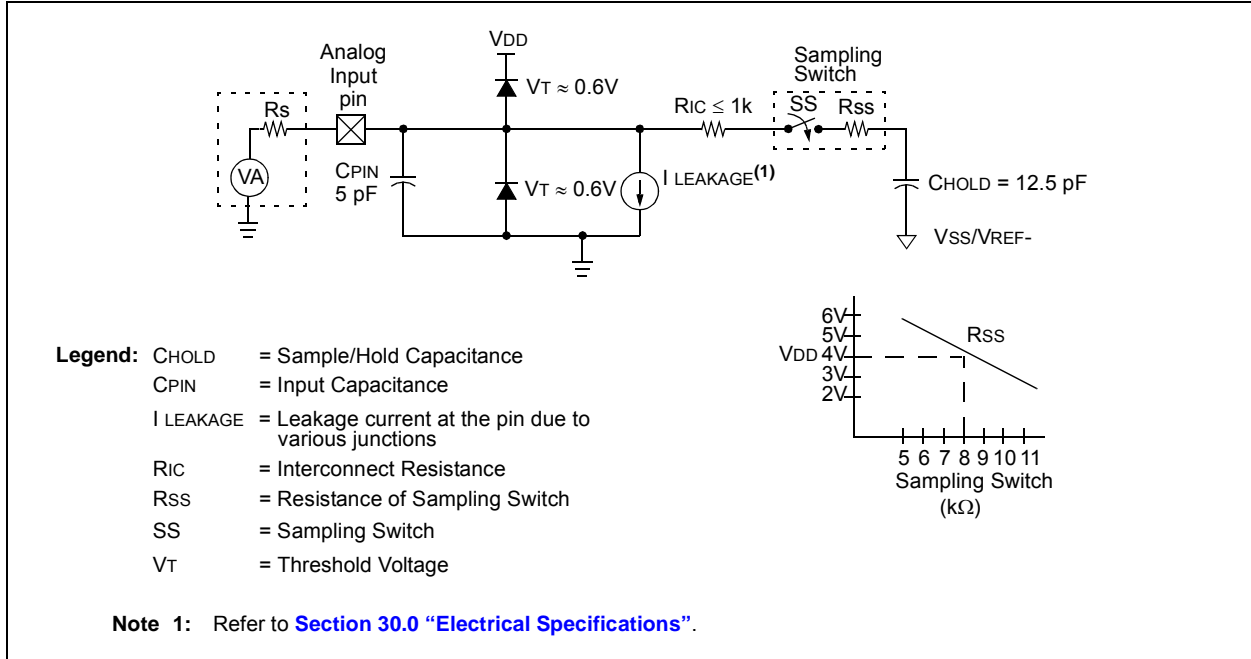 VDD
Analog
Input
pin
Sampling
Switch
VT ≈ 0.6V
Rs
RIC ≤ 1k
SS
Rss
VA
CPIN
5 pF
VT ≈ 0.6V
I LEAKAGE(1)
CHOLD = 12.5 pF
VSS/VREF-
6V
5V
VDD 4V
3V
2V
RSS
5 6 7 8 9 10 11
Sampling Switch
(kΩ)
Legend: CHOLD = Sample/Hold Capacitance
CPIN = Input Capacitance
I LEAKAGE = Leakage current at the pin due to
various junctions
RIC = Interconnect Resistance
RSS = Resistance of Sampling Switch
SS = Sampling Switch
VT = Threshold Voltage
Note 1: Refer to Section 30.0 “Electrical Specifications”.